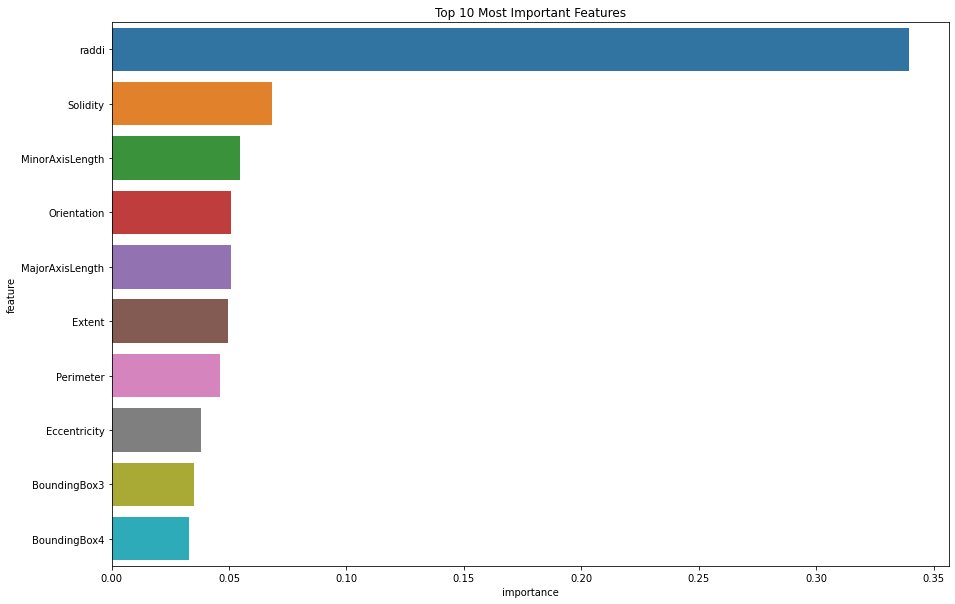 Top 10 Most Important Features
raddi
Solidity
MinorAxisLength
Orientation
MajorAxisLength
Extent
Perimeter
Eccentricity
BoundingBox3
BoundingBox4
feature
0.00 0.05 0.10 0.15 0.20 0.25 0.30 0.35
importance